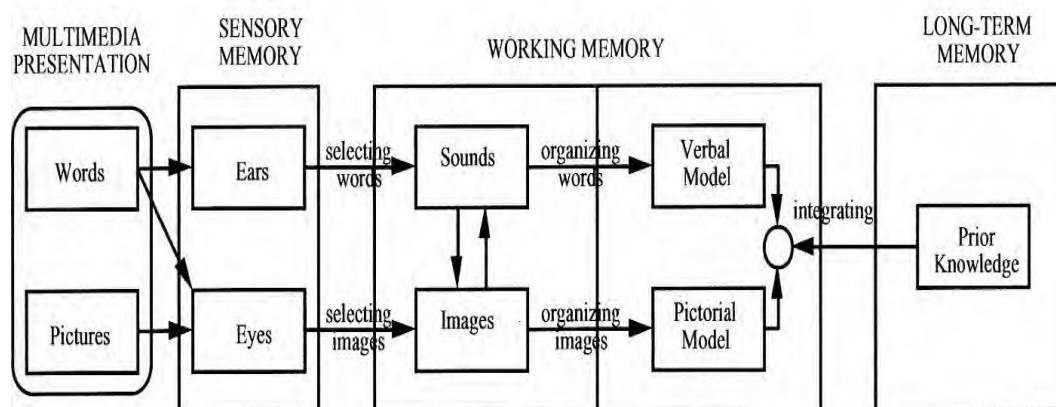 MULTIMEDIA
PRESENTATION
SENSORY
MEMORY
WORKING MEMORY
LONG-TERM
MEMORY
Words
Ears
selecting
words
Sounds
organizing
words
Verbal
Model
integrating
Prior
Knowledge
Pictures
Eyes
selecting
images
Images
organizing
images
Pictorial
Model